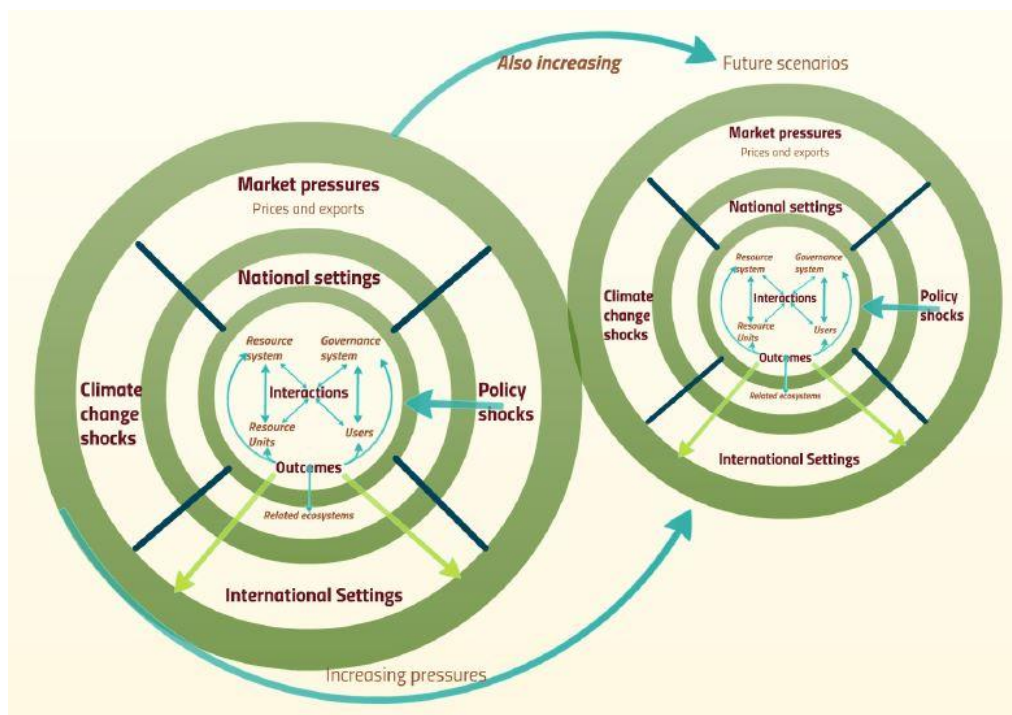 Also increasing
Future scenarios
Market pressures
Prices and exports
National settings
Resource
system
Governance
system
Interactions
Resource
Units
Users
Outcomes
Related ecosystems
Climate
change
shocks
Policy
shocks
International Settings
Market pressures
Prices and exports
National settings
Resource
system
Governance
system
Interactions
Resource
Units
Users
Outcomes
Related ecosystems
Climate
change
shocks
Policy
shocks
International Settings
Increasing pressures